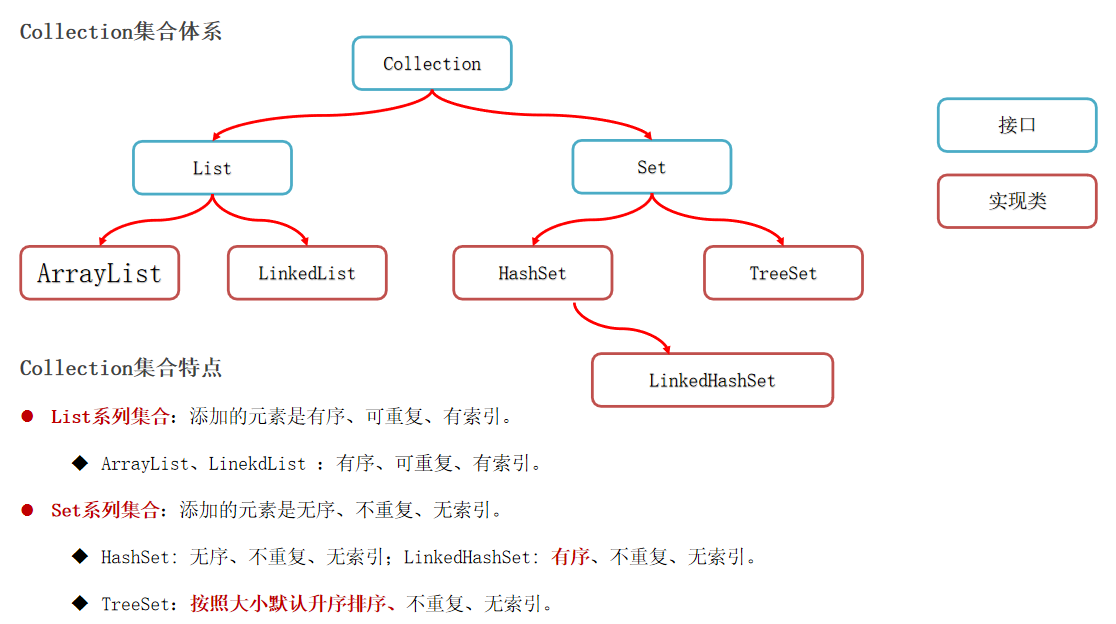 Collection集合体系
Collection
接口
List
Set
实现类
ArrayList
LinkedList
HashSet
TreeSet
LinkedHashSet
Collection集合特点
● List系列集合：添加的元素是有序、可重复、有索引。
◆ ArrayList、LinekdList ：有序、可重复、有索引。
● Set系列集合：添加的元素是无序、不重复、无索引。
◆ HashSet: 无序、不重复、无索引；LinkedHashSet: 有序、不重复、无索引。
◆ TreeSet：按照大小默认升序排序、不重复、无索引。